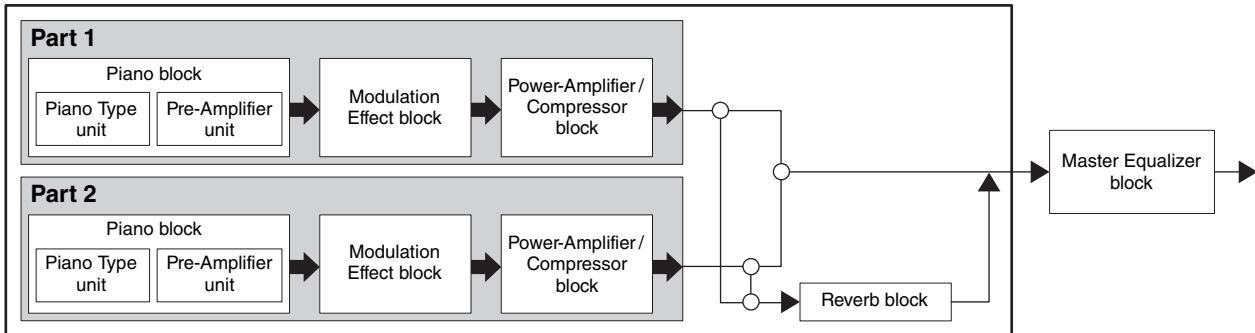 Part 1
Piano block
Piano Type
unit
Pre-Amplifier
unit
Modulation
Effect block
Power-Amplifier /
Compressor
block
Part 2
Piano block
Piano Type
unit
Pre-Amplifier
unit
Modulation
Effect block
Power-Amplifier /
Compressor
block
Reverb block
Master Equalizer
block